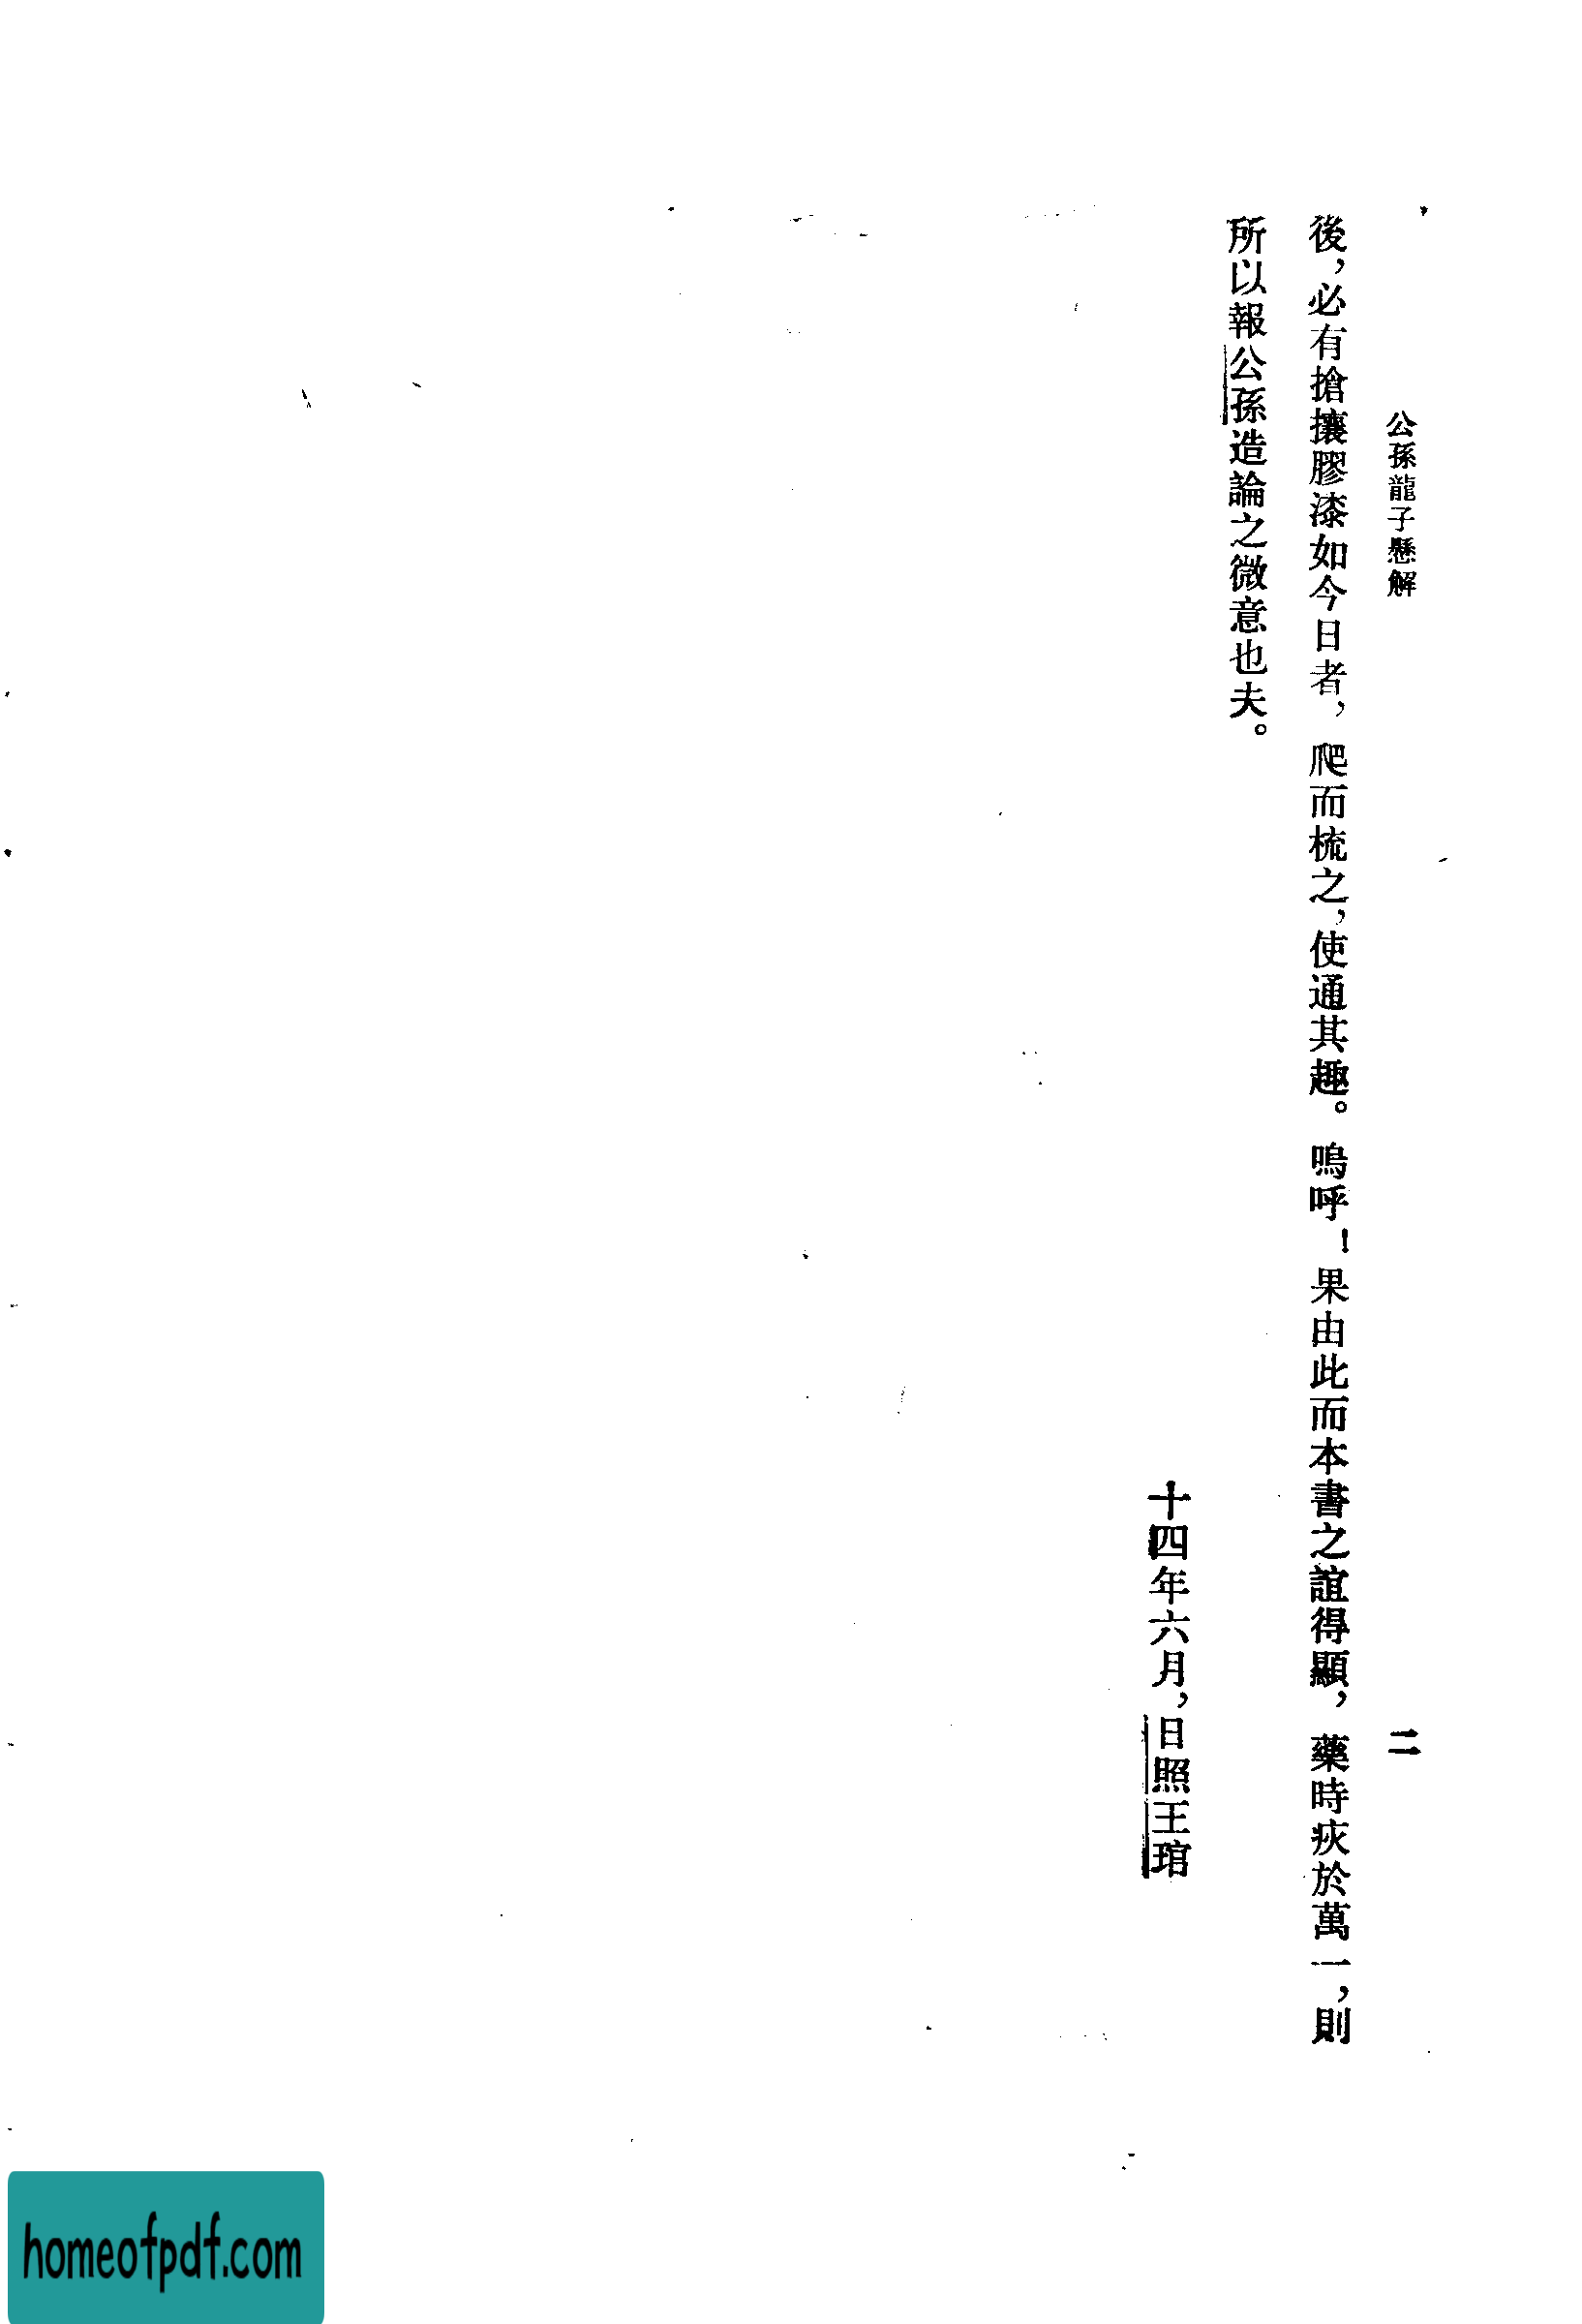 公孫龍子懸解
二
後，必有搶攘膠漆如今日者，爬而梳之，使通其趣。嗚呼！果由此而本書之誼得顯，藥時疢於萬一，則
所以報公孫造論之微意也夫。
十四年六月，日照王琯
homeofpdf.com